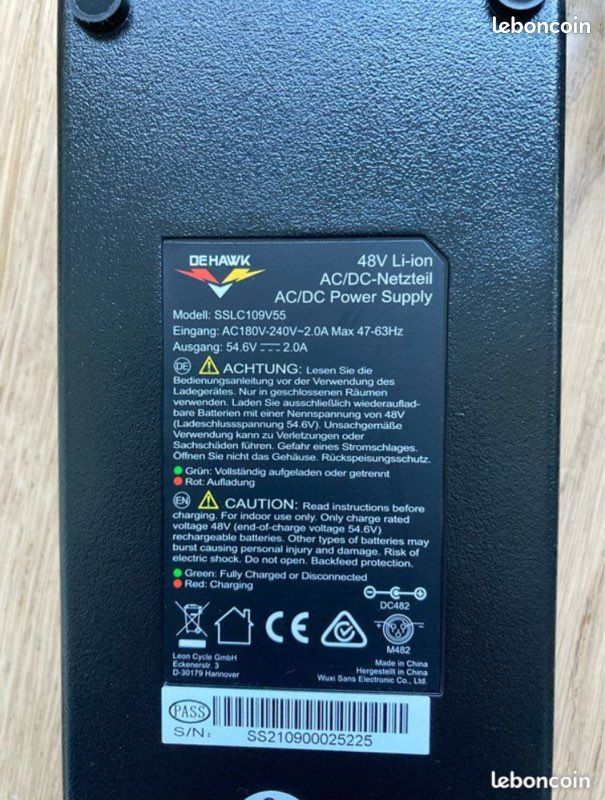 leboncoin
DEHAWK
48V Li-ion
AC/DC-Netzteil
AC/DC Power Supply
Modell: SSLC109V55
Eingang: AC180V-240V~2.0A Max 47-63Hz
Ausgang: 54.6V⎓2.0A
DE ACHTUNG: Lesen Sie die
Bedienungsanleitung vor der Verwendung des
Ladegerätes. Nur in geschlossenen Räumen
verwenden. Laden Sie ausschließlich wiederauflad-
bare Batterien mit einer Nennspannung von 48V
(Ladeschlussspannung 54.6V). Unsachgemäße
Verwendung kann zu Verletzungen oder
Sachschäden führen. Gefahr eines Stromschlages.
Öffnen Sie nicht das Gehäuse. Rückspeisungsschutz.
Grün: Vollständig aufgeladen oder getrennt
Rot: Aufladung
EN CAUTION: Read instructions before
charging. For indoor use only. Only charge rated
voltage 48V (end-of-charge voltage 54.6V)
rechargeable batteries. Other types of batteries may
burst causing personal injury and damage. Risk of
electric shock. Do not open. Backfeed protection.
Green: Fully Charged or Disconnected
Red: Charging
DC482
CE
M482
Leon Cycle GmbH
Eckenerstr. 3
D-30179 Hannover
Made in China
Hergestellt in China
Wuxi Sans Electronic Co., Ltd.
PASS
S/N:
SS210900025225
leboncoin